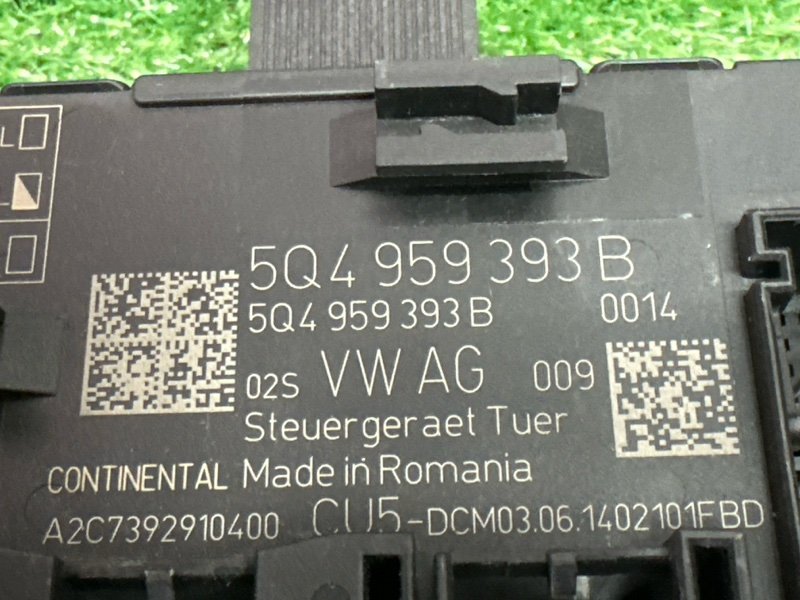 L
5Q4 959 393 B
5Q4 959 393 B 0014
02S VW AG 009
Steuergeraet Tuer
CONTINENTAL Made in Romania
A2C7392910400 CU5-DCM03.06.1402101FBD